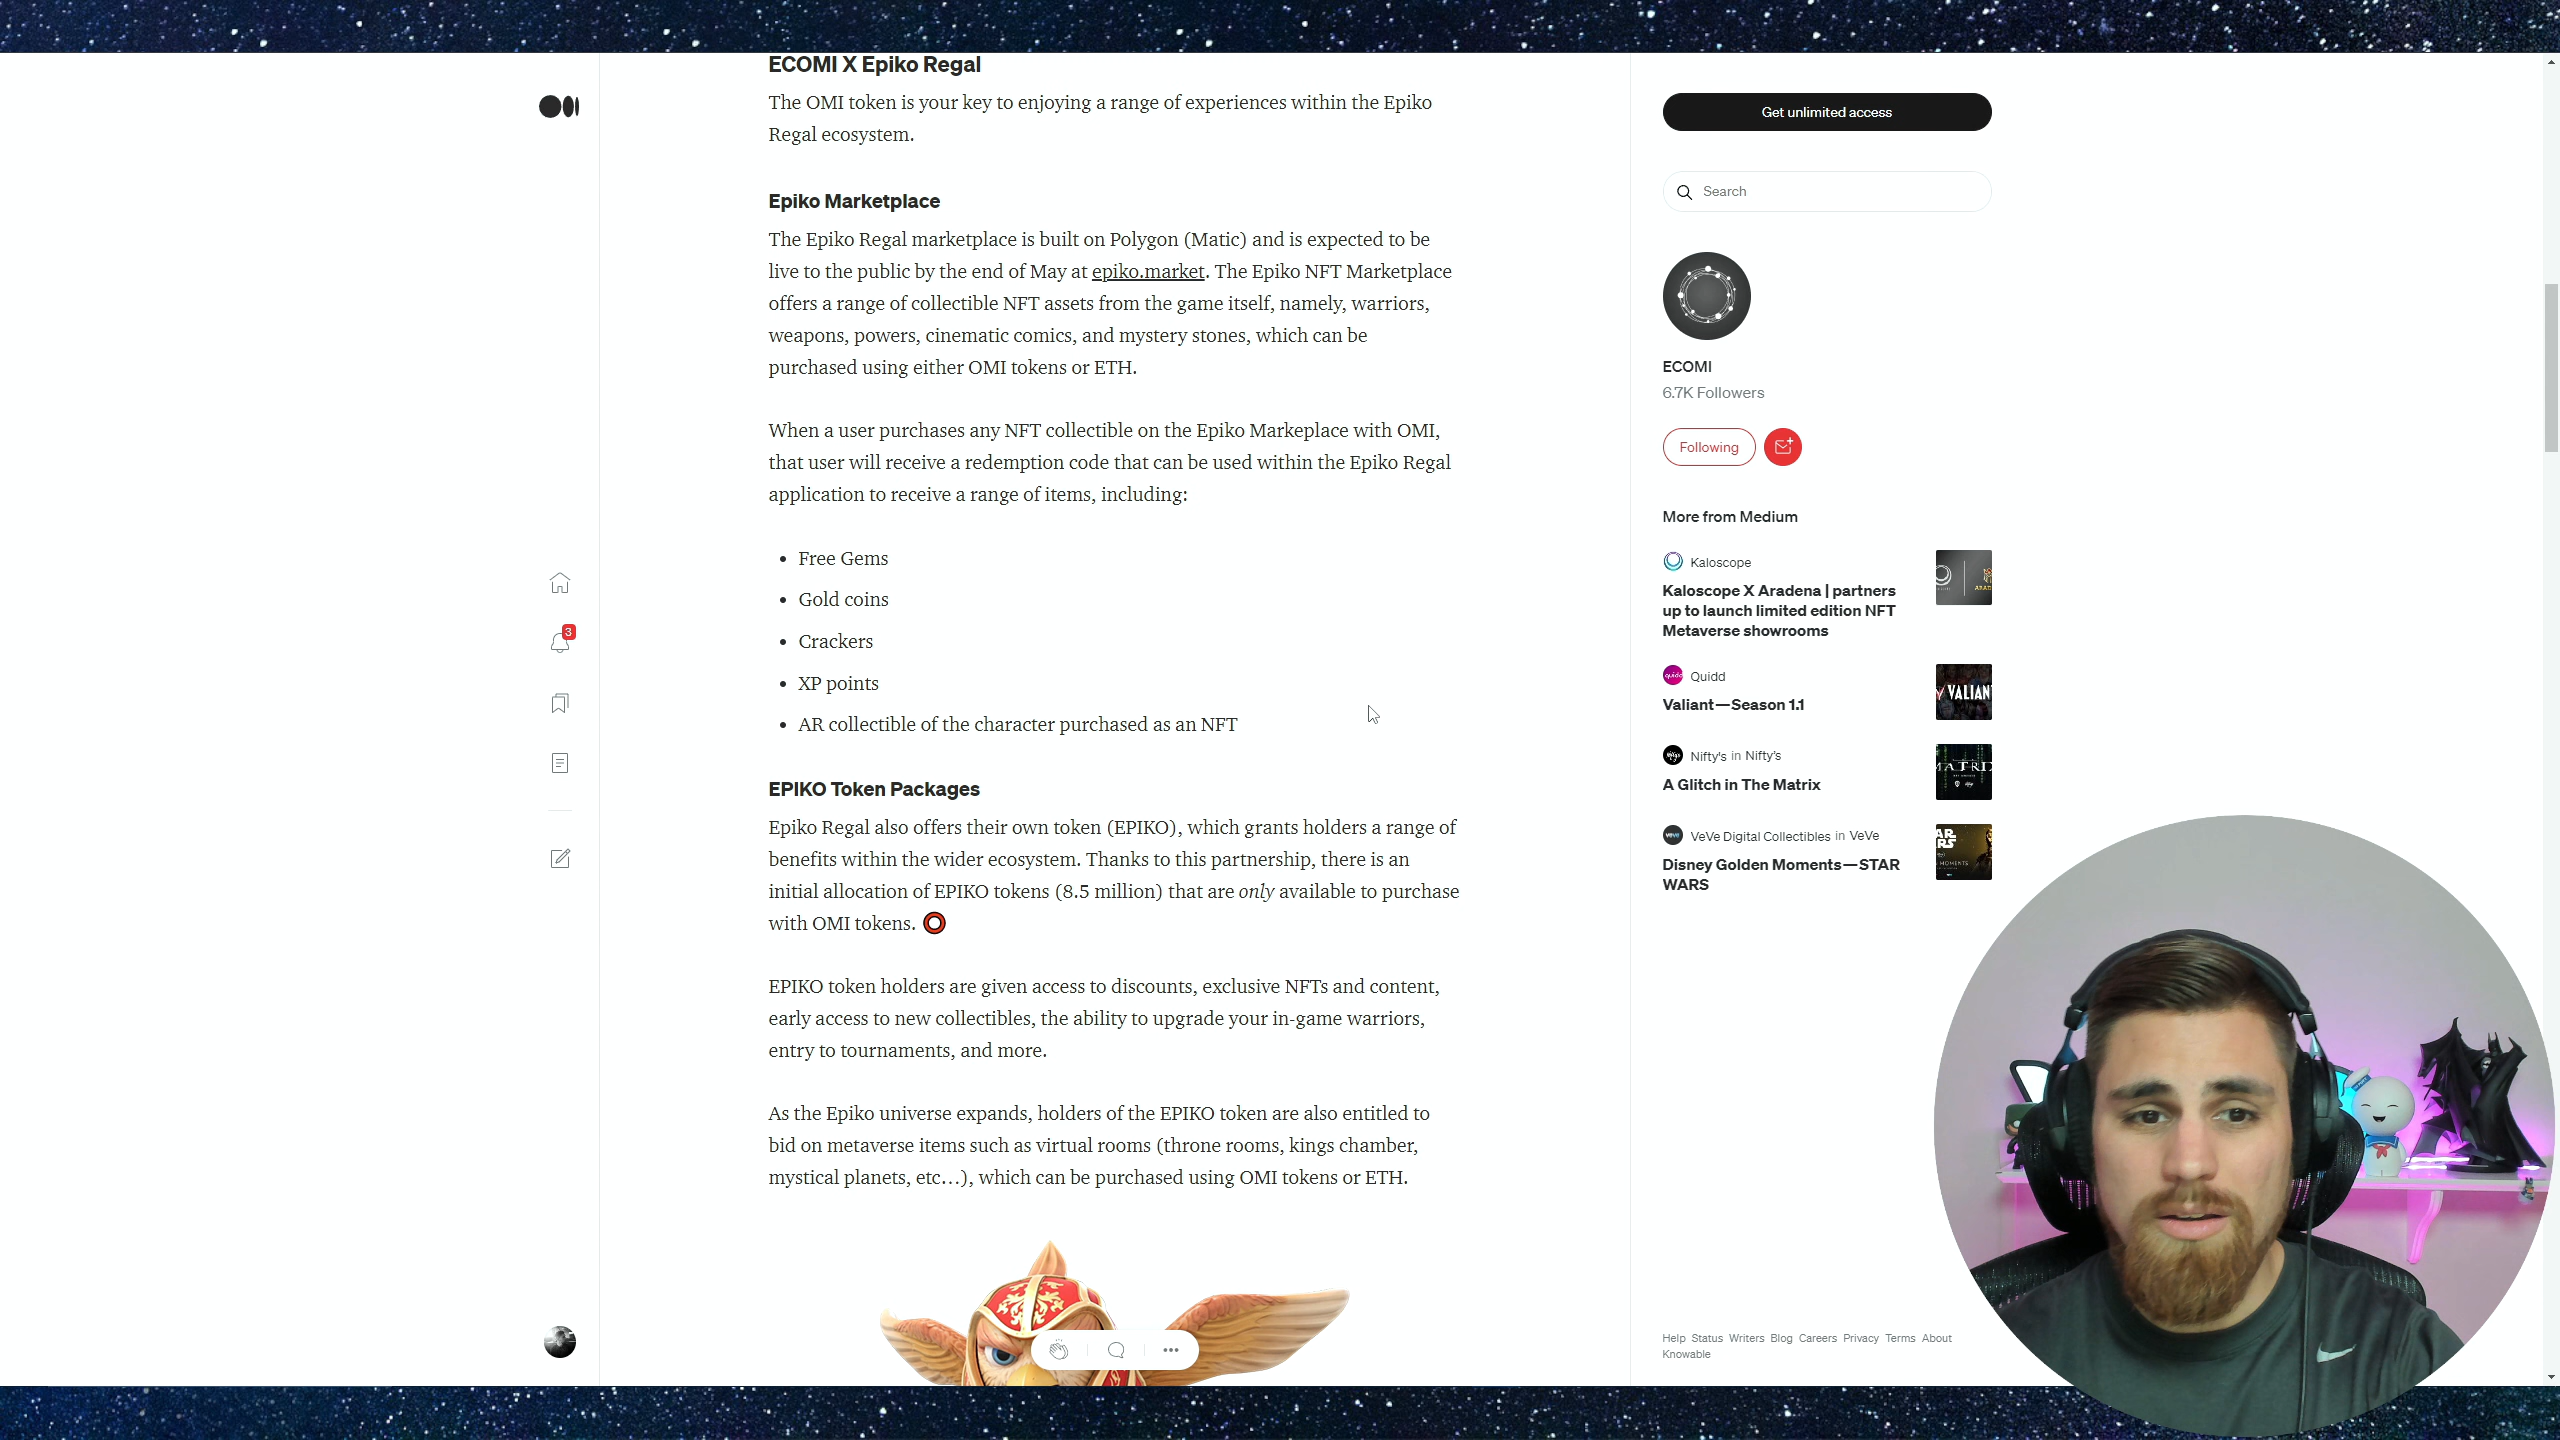 ECOMI X Epiko Regal
The OMI token is your key to enjoying a range of experiences within the Epiko
Regal ecosystem.
Epiko Marketplace
The Epiko Regal marketplace is built on Polygon (Matic) and is expected to be
live to the public by the end of May at epiko.market. The Epiko NFT Marketplace
offers a range of collectible NFT assets from the game itself, namely, warriors,
weapons, powers, cinematic comics, and mystery stones, which can be
purchased using either OMI tokens or ETH.
When a user purchases any NFT collectible on the Epiko Markeplace with OMI,
that user will receive a redemption code that can be used within the Epiko Regal
application to receive a range of items, including:
• Free Gems
• Gold coins
• Crackers
• XP points
• AR collectible of the character purchased as an NFT
EPIKO Token Packages
Epiko Regal also offers their own token (EPIKO), which grants holders a range of
benefits within the wider ecosystem. Thanks to this partnership, there is an
initial allocation of EPIKO tokens (8.5 million) that are only available to purchase
with OMI tokens.
EPIKO token holders are given access to discounts, exclusive NFTs and content,
early access to new collectibles, the ability to upgrade your in-game warriors,
entry to tournaments, and more.
As the Epiko universe expands, holders of the EPIKO token are also entitled to
bid on metaverse items such as virtual rooms (throne rooms, kings chamber,
mystical planets, etc…), which can be purchased using OMI tokens or ETH.
3
Get unlimited access
Search
ECOMI
6.7K Followers
Following
More from Medium
Kaloscope
Kaloscope X Aradena | partners
up to launch limited edition NFT
Metaverse showrooms
Quidd
Valiant — Season 1.1
VALIANT
Nifty's in Nifty's
A Glitch in The Matrix
MATRIX
VeVe Digital Collectibles in VeVe
Disney Golden Moments — STAR
WARS
Help Status Writers Blog Careers Privacy Terms About
Knowable